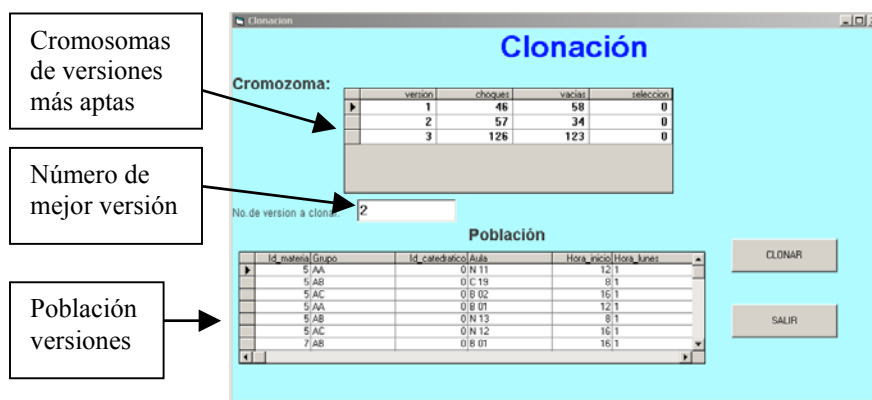 Cromosomas
de versiones
más aptas
Número de
mejor versión
Población
versiones
Clonacion
Clonación
Cromozoma:
version choques vacias seleccion
1 46 58 0
2 57 34 0
3 126 123 0
No.de version a clonar: 2
Población
Id_materia Grupo Id_catedratico Aula Hora_inicio Hora_lunes
5 AA 0 N 11 12 1
5 AB 0 C 19 8 1
5 AC 0 B 02 16 1
5 AA 0 B 01 12 1
5 AB 0 N 13 8 1
5 AC 0 N 12 16 1
7 AB 0 B 01 16 1
CLONAR
SALIR